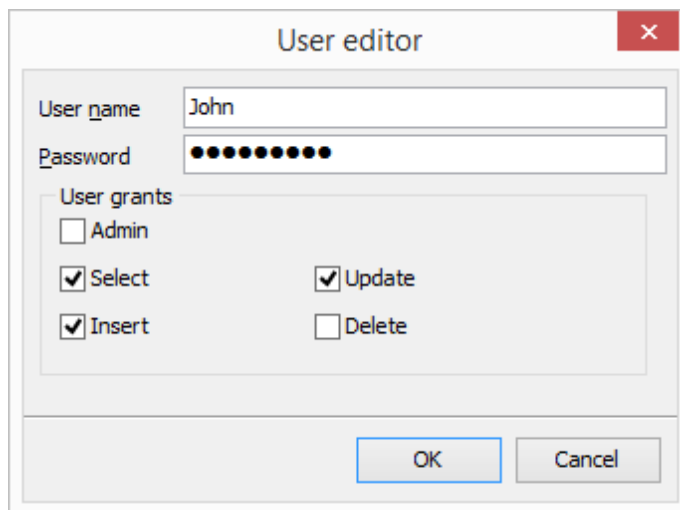 User editor
User name John
Password ●●●●●●●●●
User grants
Admin
Select Update
Insert Delete
OK Cancel